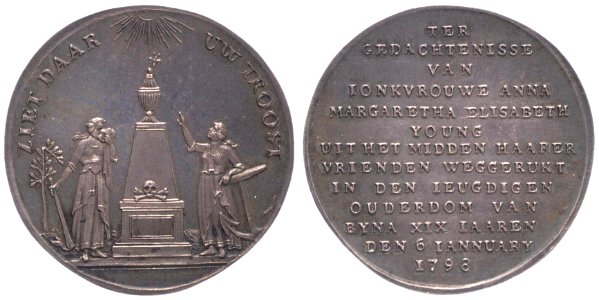 ZIET DAAR UW TROOST
TER
GEDACHTENISSE
VAN
IONKVROUWE ANNA
MARGARETHA ELISABETH
YOUNG
UIT HET MIDDEN HAARER
VRIENDEN WEGGERUKT
IN DEN IEUGDIGEN
OUDERDOM VAN
BYNA XIX IAAREN
DEN 6 IANNUARY
1798